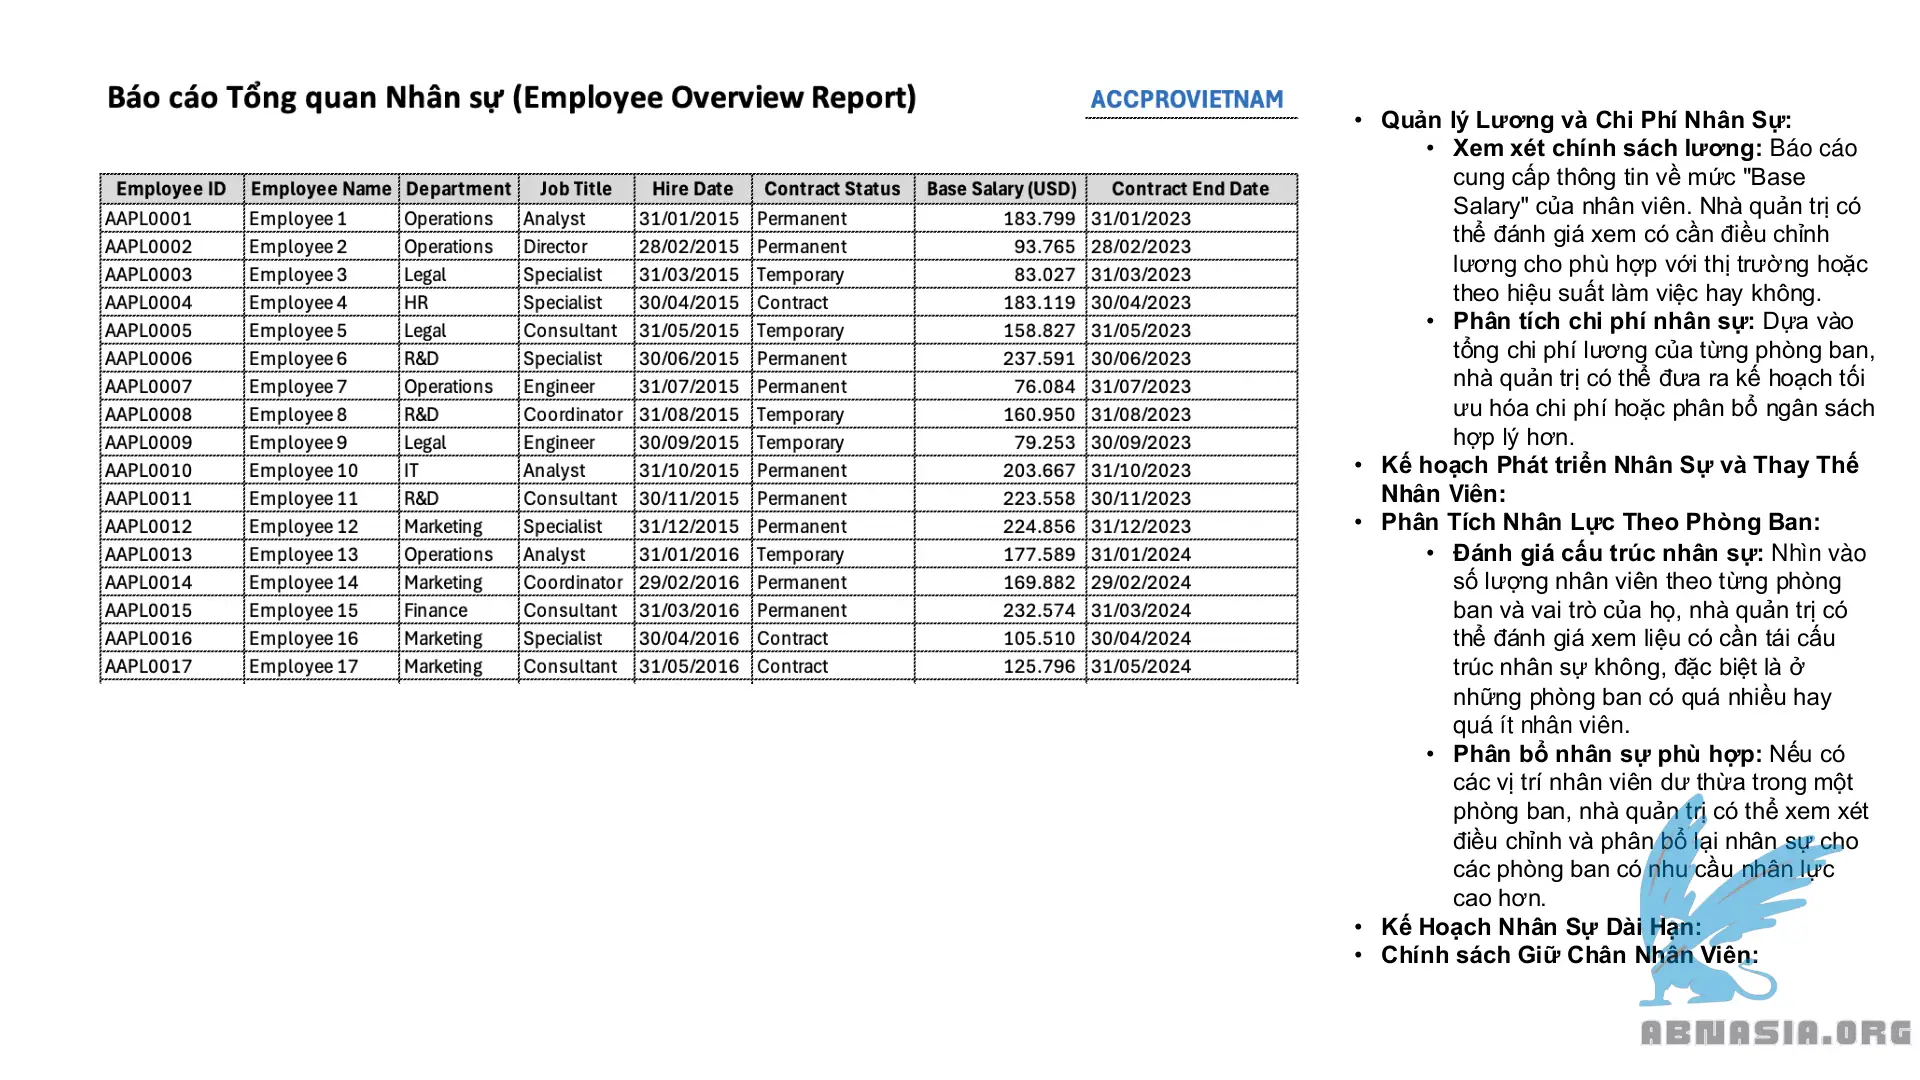 Báo cáo Tổng quan Nhân sự (Employee Overview Report)
ACCPROVIETNAM
Employee ID Employee Name Department Job Title Hire Date Contract Status Base Salary (USD) Contract End Date
AAPL0001 Employee 1 Operations Analyst 31/01/2015 Permanent 183.799 31/01/2023
AAPL0002 Employee 2 Operations Director 28/02/2015 Permanent 93.765 28/02/2023
AAPL0003 Employee 3 Legal Specialist 31/03/2015 Temporary 83.027 31/03/2023
AAPL0004 Employee 4 HR Specialist 30/04/2015 Contract 183.119 30/04/2023
AAPL0005 Employee 5 Legal Consultant 31/05/2015 Temporary 158.827 31/05/2023
AAPL0006 Employee 6 R&D Specialist 30/06/2015 Permanent 237.591 30/06/2023
AAPL0007 Employee 7 Operations Engineer 31/07/2015 Permanent 76.084 31/07/2023
AAPL0008 Employee 8 R&D Coordinator 31/08/2015 Temporary 160.950 31/08/2023
AAPL0009 Employee 9 Legal Engineer 30/09/2015 Temporary 79.253 30/09/2023
AAPL0010 Employee 10 IT Analyst 31/10/2015 Permanent 203.667 31/10/2023
AAPL0011 Employee 11 R&D Consultant 30/11/2015 Permanent 223.558 30/11/2023
AAPL0012 Employee 12 Marketing Specialist 31/12/2015 Permanent 224.856 31/12/2023
AAPL0013 Employee 13 Operations Analyst 31/01/2016 Temporary 177.589 31/01/2024
AAPL0014 Employee 14 Marketing Coordinator 29/02/2016 Permanent 169.882 29/02/2024
AAPL0015 Employee 15 Finance Consultant 31/03/2016 Permanent 232.574 31/03/2024
AAPL0016 Employee 16 Marketing Specialist 30/04/2016 Contract 105.510 30/04/2024
AAPL0017 Employee 17 Marketing Consultant 31/05/2016 Contract 125.796 31/05/2024
• Quản lý Lương và Chi Phí Nhân Sự:
• Xem xét chính sách lương: Báo cáo
cung cấp thông tin về mức "Base
Salary" của nhân viên. Nhà quản trị có
thể đánh giá xem có cần điều chỉnh
lương cho phù hợp với thị trường hoặc
theo hiệu suất làm việc hay không.
• Phân tích chi phí nhân sự: Dựa vào
tổng chi phí lương của từng phòng ban,
nhà quản trị có thể đưa ra kế hoạch tối
ưu hóa chi phí hoặc phân bổ ngân sách
hợp lý hơn.
• Kế hoạch Phát triển Nhân Sự và Thay Thế
Nhân Viên:
• Phân Tích Nhân Lực Theo Phòng Ban:
• Đánh giá cấu trúc nhân sự: Nhìn vào
số lượng nhân viên theo từng phòng
ban và vai trò của họ, nhà quản trị có
thể đánh giá xem liệu có cần tái cấu
trúc nhân sự không, đặc biệt là ở
những phòng ban có quá nhiều hay
quá ít nhân viên.
• Phân bổ nhân sự phù hợp: Nếu có
các vị trí nhân viên dư thừa trong một
phòng ban, nhà quản trị có thể xem xét
điều chỉnh và phân bổ lại nhân sự cho
các phòng ban có nhu cầu nhân lực
cao hơn.
• Kế Hoạch Nhân Sự Dài Hạn:
• Chính sách Giữ Chân Nhân Viên:
ABNASIA.ORG